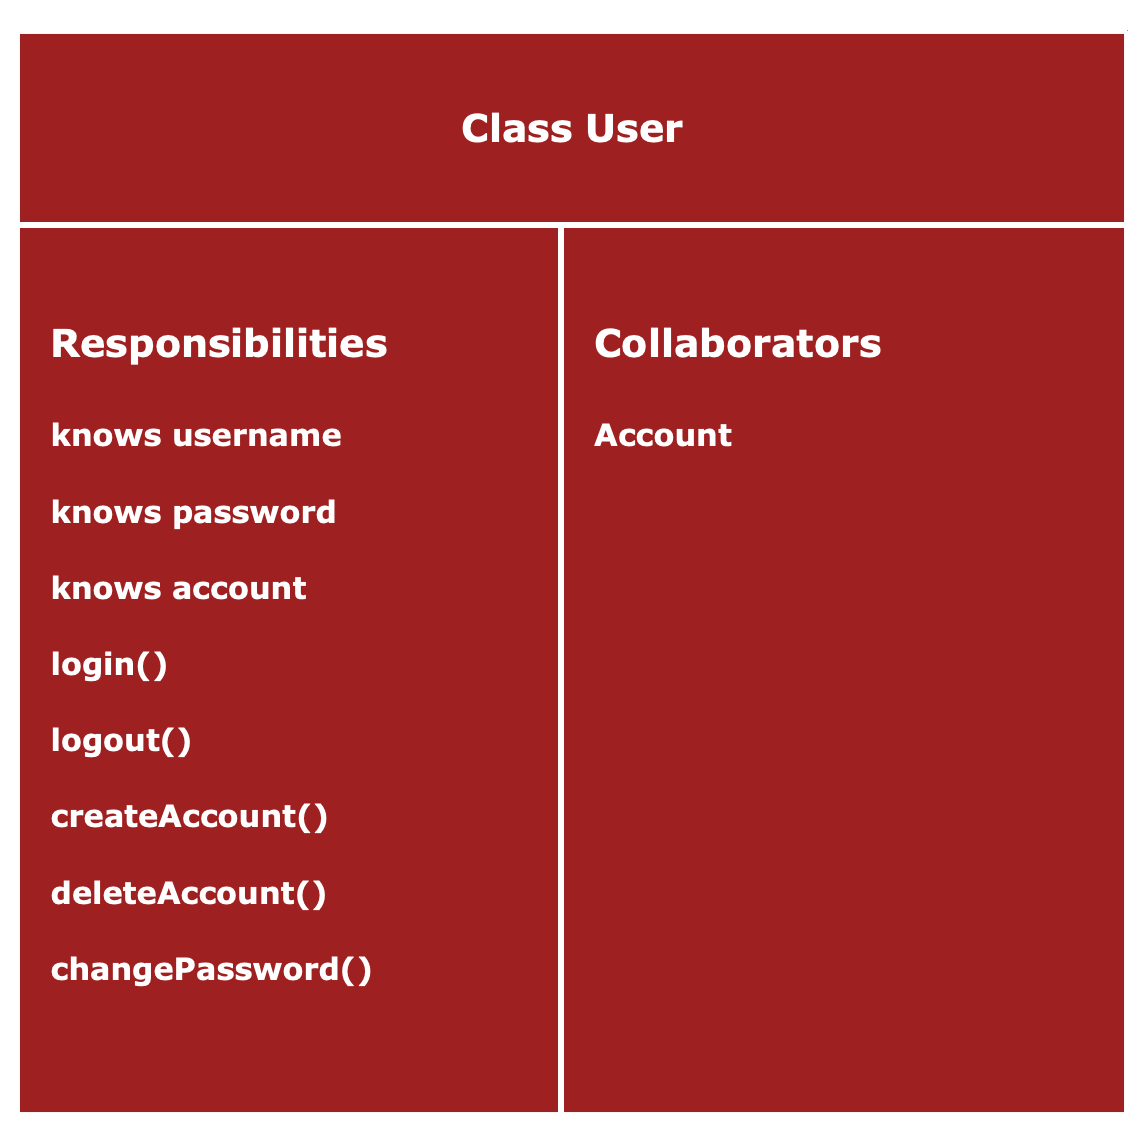 Class User
Responsibilities
knows username
knows password
knows account
login()
logout()
createAccount()
deleteAccount()
changePassword()
Collaborators
Account